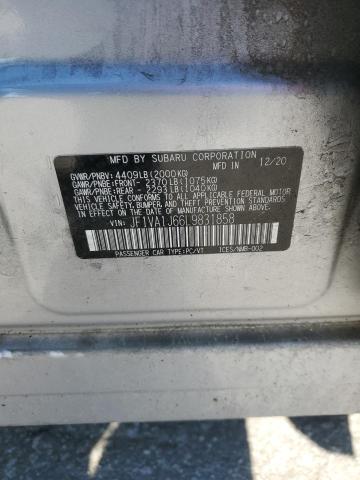 MFD BY SUBARU CORPORATION
MFD IN 12/20
GVWR/PNBV: 4409LB(2000KG)
GAWR/PNBE:FRONT- 2370LB(1075KG)
GAWR/PNBE:REAR - 2293LB(1040KG)
THIS VEHICLE CONFORMS TO ALL APPLICABLE FEDERAL MOTOR
VEHICLE SAFETY, BUMPER, AND THEFT PREVENTION STANDARDS
IN EFFECT ON THE DATE OF MANUFACTURE SHOWN ABOVE.
VIN: JF1VA1J66L9831858
PASSENGER CAR TYPE:PC/VT ICES/NMB-002